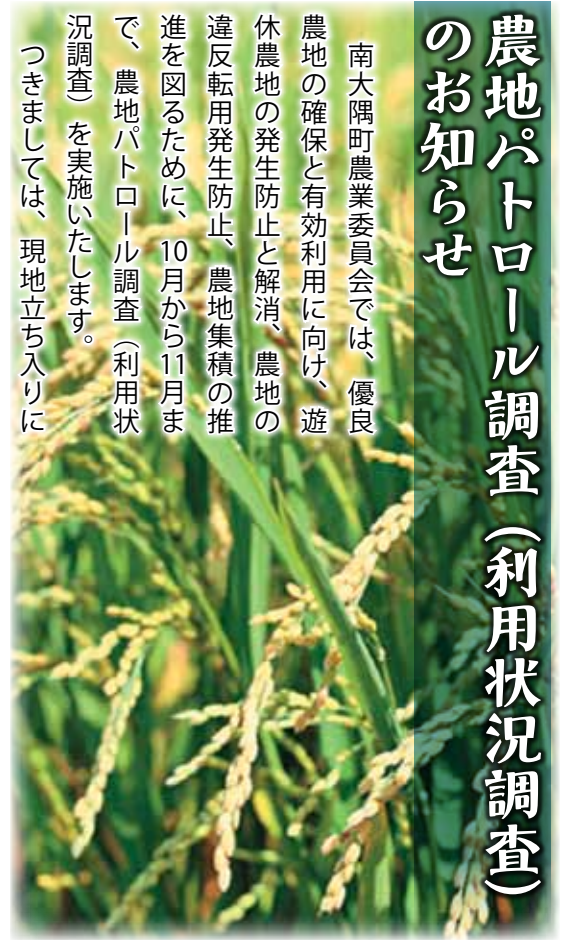 農地パトロール調査（利用状況調査）
のお知らせ
南大隅町農業委員会では、優良
農地の確保と有効利用に向け、遊
休農地の発生防止と解消、農地の
違反転用発生防止、農地集積の推
進を図るために、10月から11月ま
で、農地パトロール調査（利用状
況調査）を実施いたします。
つきましては、現地立ち入りに